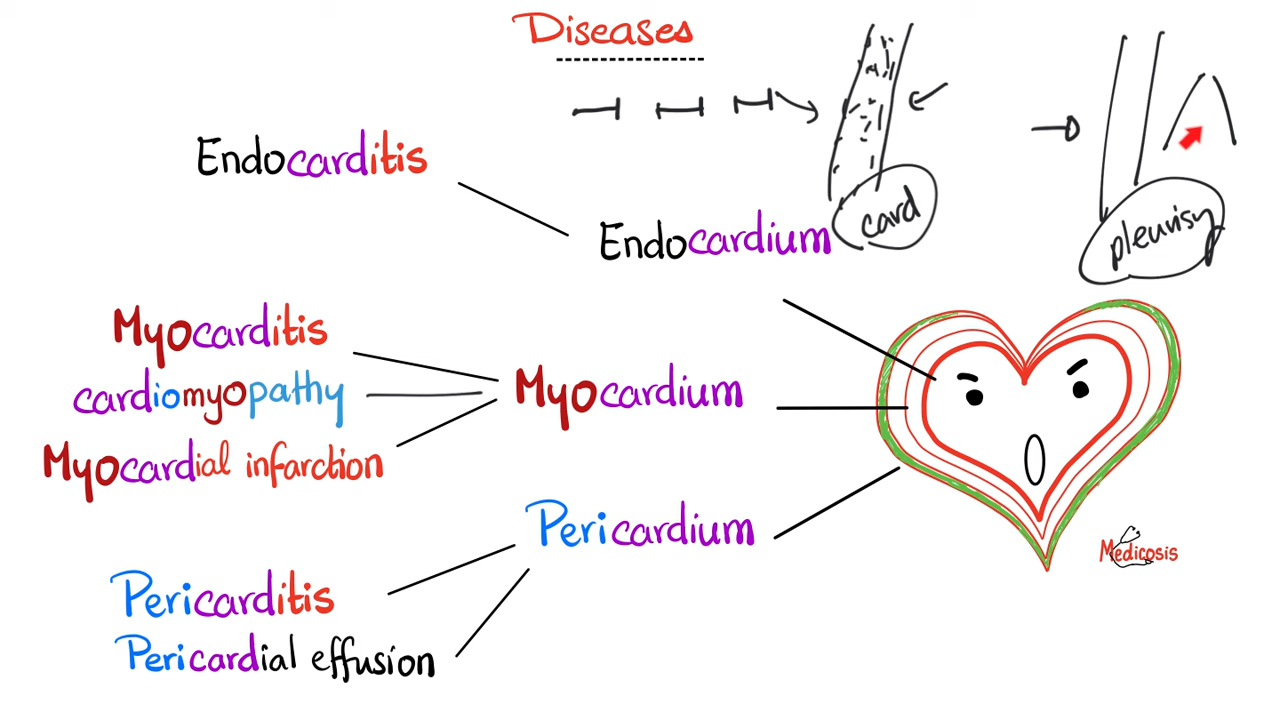 Diseases
Endocarditis
Endocardium
card
pleurisy
Myocarditis
cardiomyopathy
Myocardium
Myocardial infarction
Pericardium
Medicosis
Pericarditis
Pericardial effusion